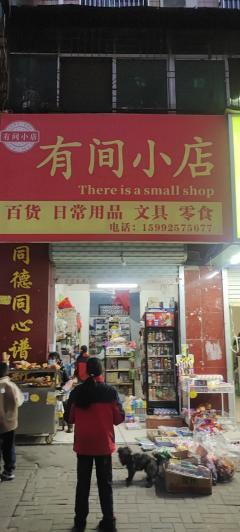 有间小店
有间小店
There is a small shop
百货 日常用品 文具 零食
电话：15992575677
同德同心谱